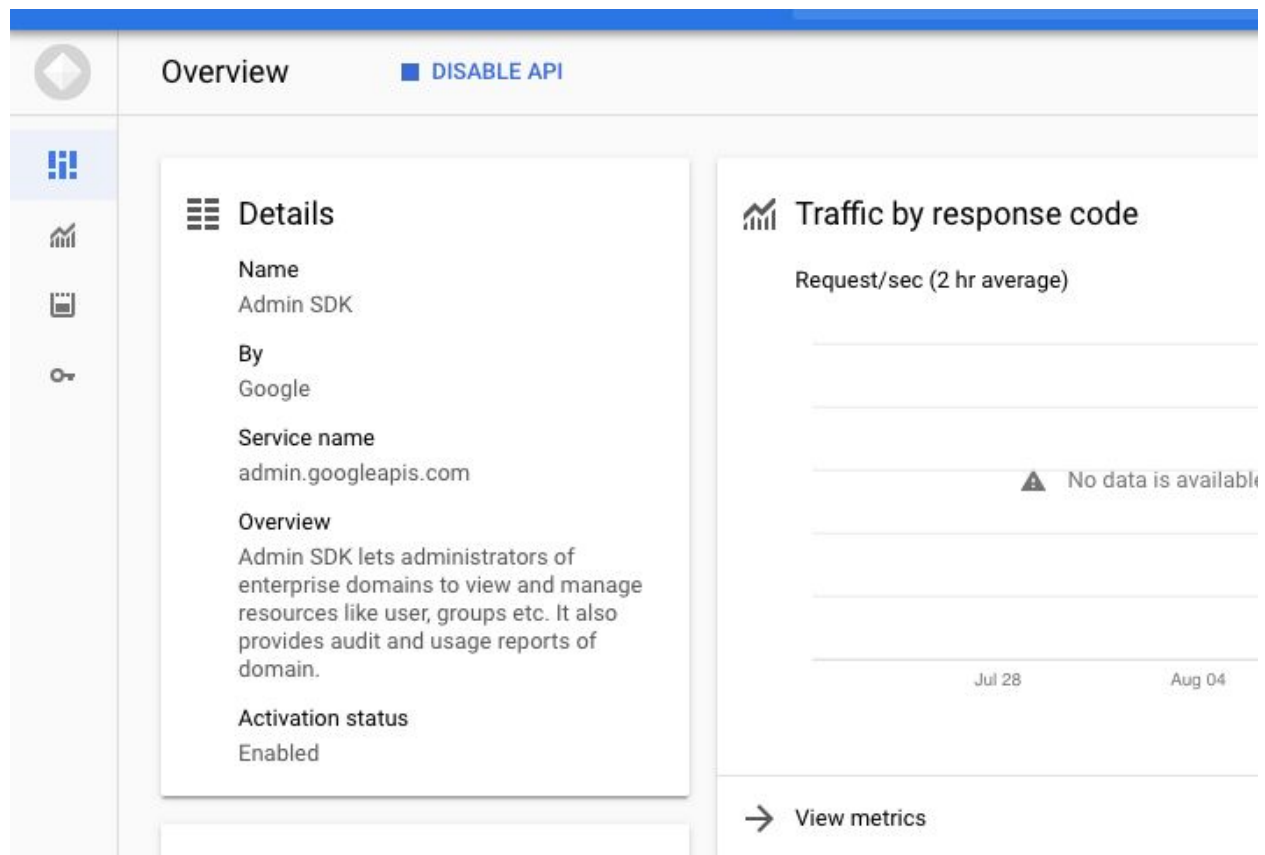 Overview
DISABLE API
Details
Name
Admin SDK
By
Google
Service name
admin.googleapis.com
Overview
Admin SDK lets administrators of
enterprise domains to view and manage
resources like user, groups etc. It also
provides audit and usage reports of
domain.
Activation status
Enabled
Traffic by response code
Request/sec (2 hr average)
No data is available
Jul 28
Aug 04
View metrics